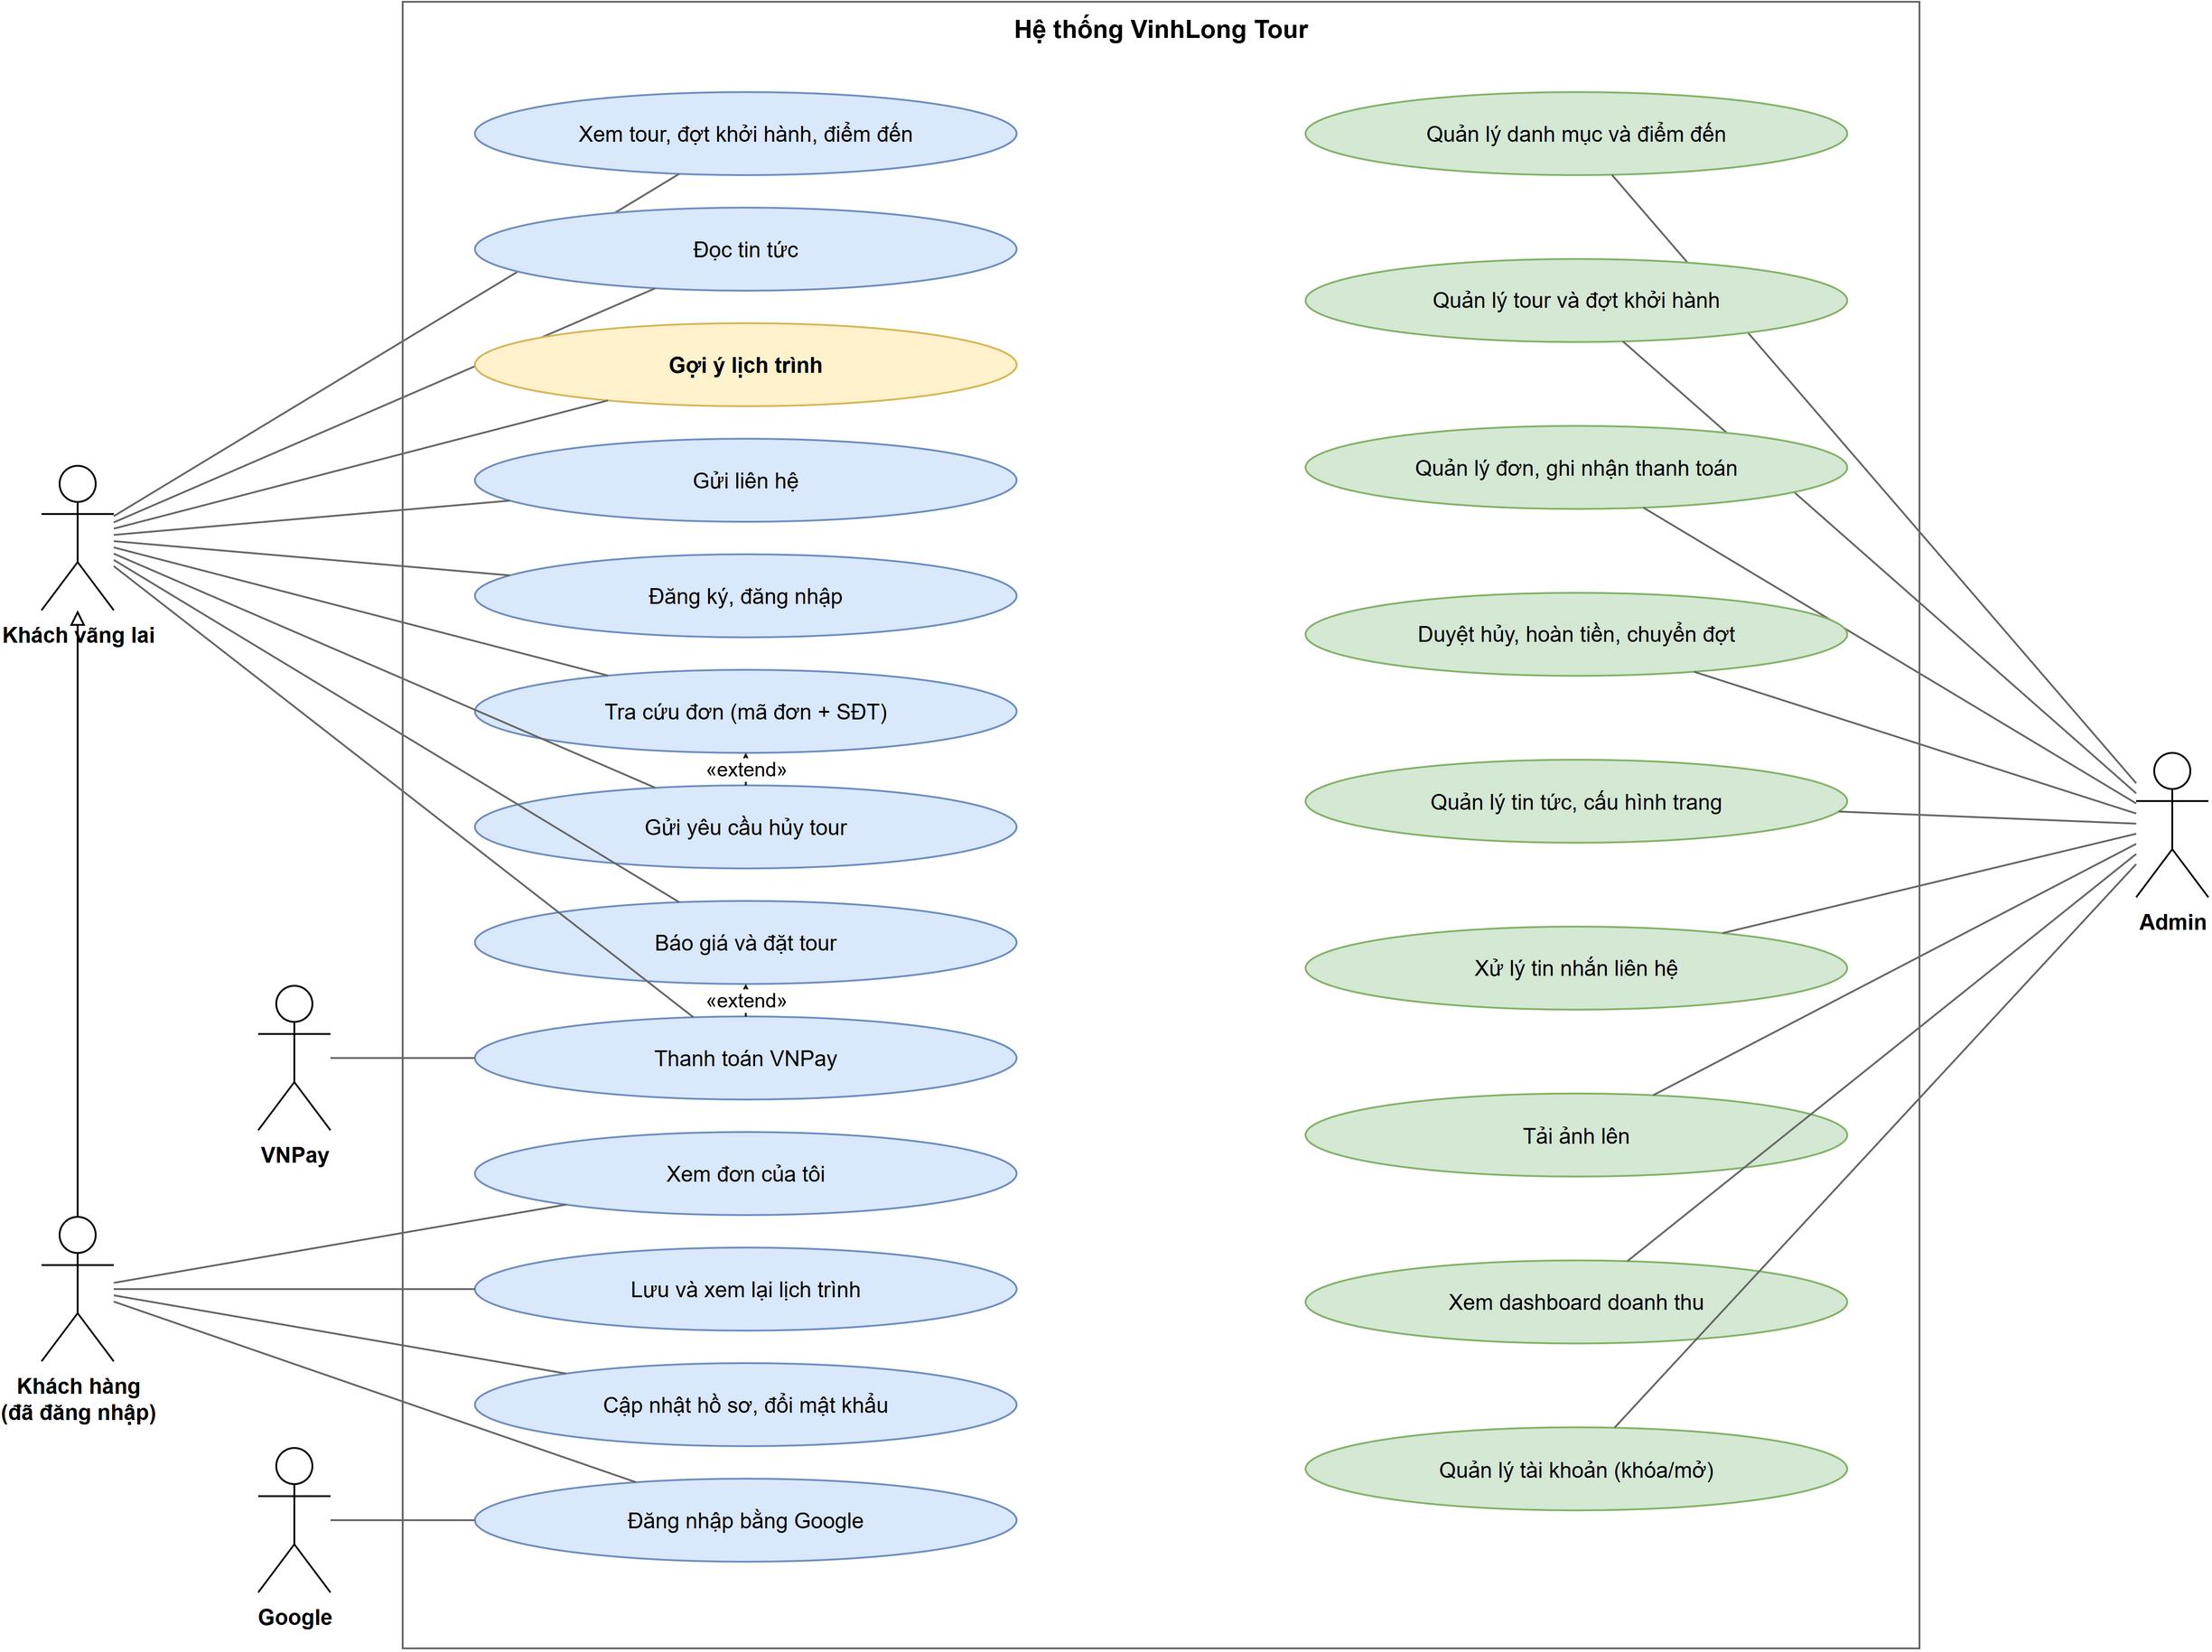 Hệ thống VinhLong Tour
Xem tour, đợt khởi hành, điểm đến
Đọc tin tức
Gợi ý lịch trình
Gửi liên hệ
Đăng ký, đăng nhập
Khách vãng lai
Tra cứu đơn (mã đơn + SĐT)
«extend»
Gửi yêu cầu hủy tour
Báo giá và đặt tour
«extend»
Thanh toán VNPay
VNPay
Xem đơn của tôi
Lưu và xem lại lịch trình
Khách hàng
(đã đăng nhập)
Cập nhật hồ sơ, đổi mật khẩu
Đăng nhập bằng Google
Google
Quản lý danh mục và điểm đến
Quản lý tour và đợt khởi hành
Quản lý đơn, ghi nhận thanh toán
Duyệt hủy, hoàn tiền, chuyển đợt
Quản lý tin tức, cấu hình trang
Xử lý tin nhắn liên hệ
Tải ảnh lên
Xem dashboard doanh thu
Quản lý tài khoản (khóa/mở)
Admin